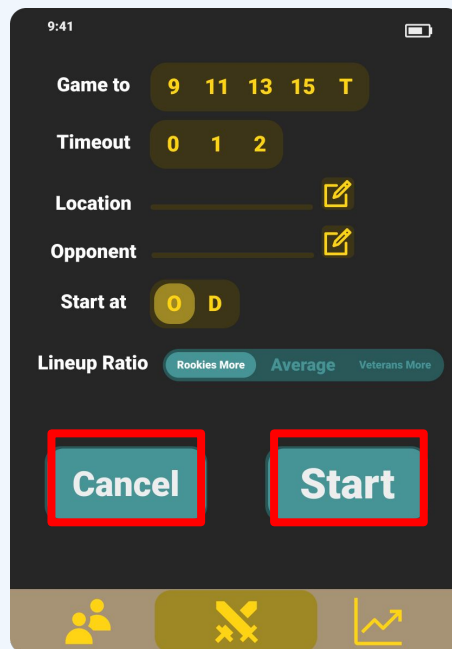 9:41
Game to 9 11 13 15 T
Timeout 0 1 2
Location
Opponent
Start at O D
Lineup Ratio Rookies More Average Veterans More
Cancel Start